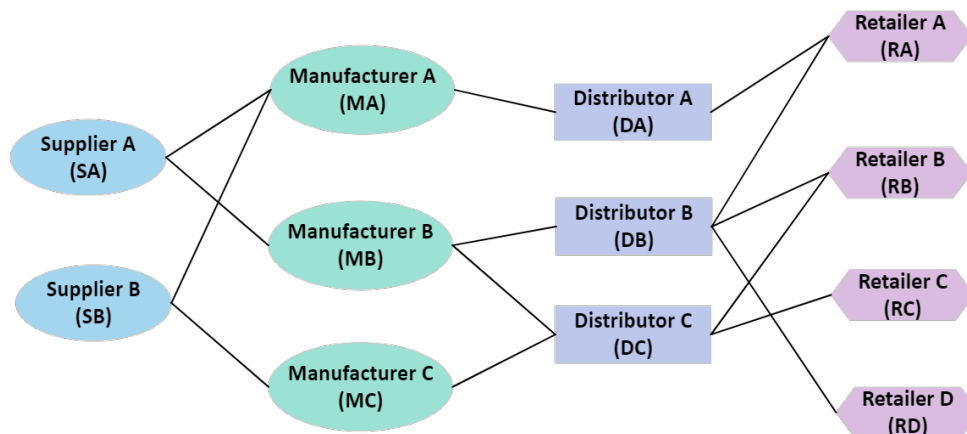 Supplier A
(SA)
Supplier B
(SB)
Manufacturer A
(MA)
Manufacturer B
(MB)
Manufacturer C
(MC)
Distributor A
(DA)
Distributor B
(DB)
Distributor C
(DC)
Retailer A
(RA)
Retailer B
(RB)
Retailer C
(RC)
Retailer D
(RD)